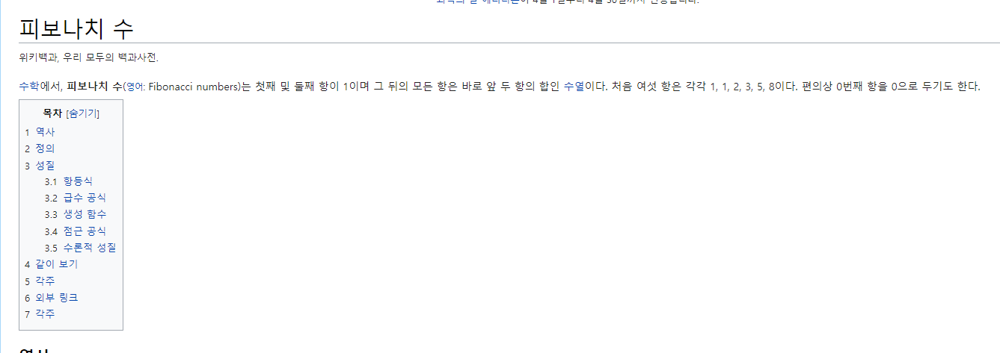 피보나치 수
위키백과, 우리 모두의 백과사전.
수학에서, 피보나치 수(영어: Fibonacci numbers)는 첫째 및 둘째 항이 1이며 그 뒤의 모든 항은 바로 앞 두 항의 합인 수열이다. 처음 여섯 항은 각각 1, 1, 2, 3, 5, 8이다. 편의상 0번째 항을 0으로 두기도 한다.
목차 [숨기기]
1 역사
2 정의
3 성질
3.1 항등식
3.2 급수 공식
3.3 생성 함수
3.4 점근 공식
3.5 수론적 성질
4 같이 보기
5 각주
6 외부 링크
7 각주